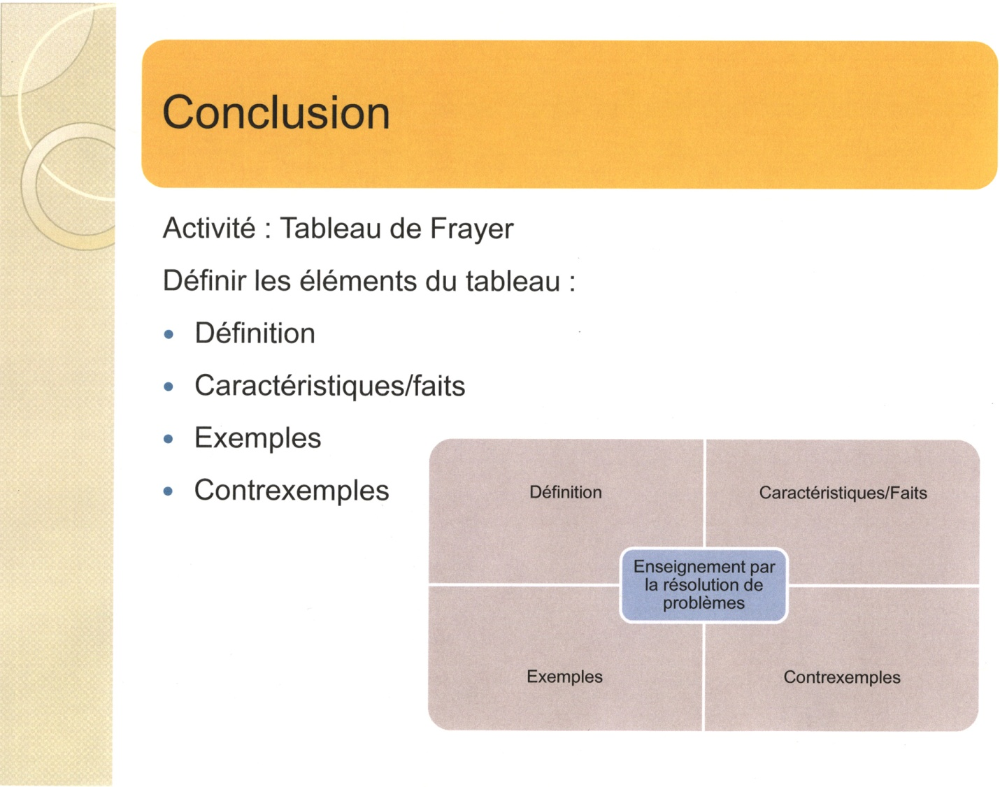 Conclusion
Activité : Tableau de Frayer
Définir les éléments du tableau :
• Définition
• Caractéristiques/faits
• Exemples
• Contrexemples
Définition
Caractéristiques/Faits
Enseignement par
la résolution de
problèmes
Exemples
Contrexemples